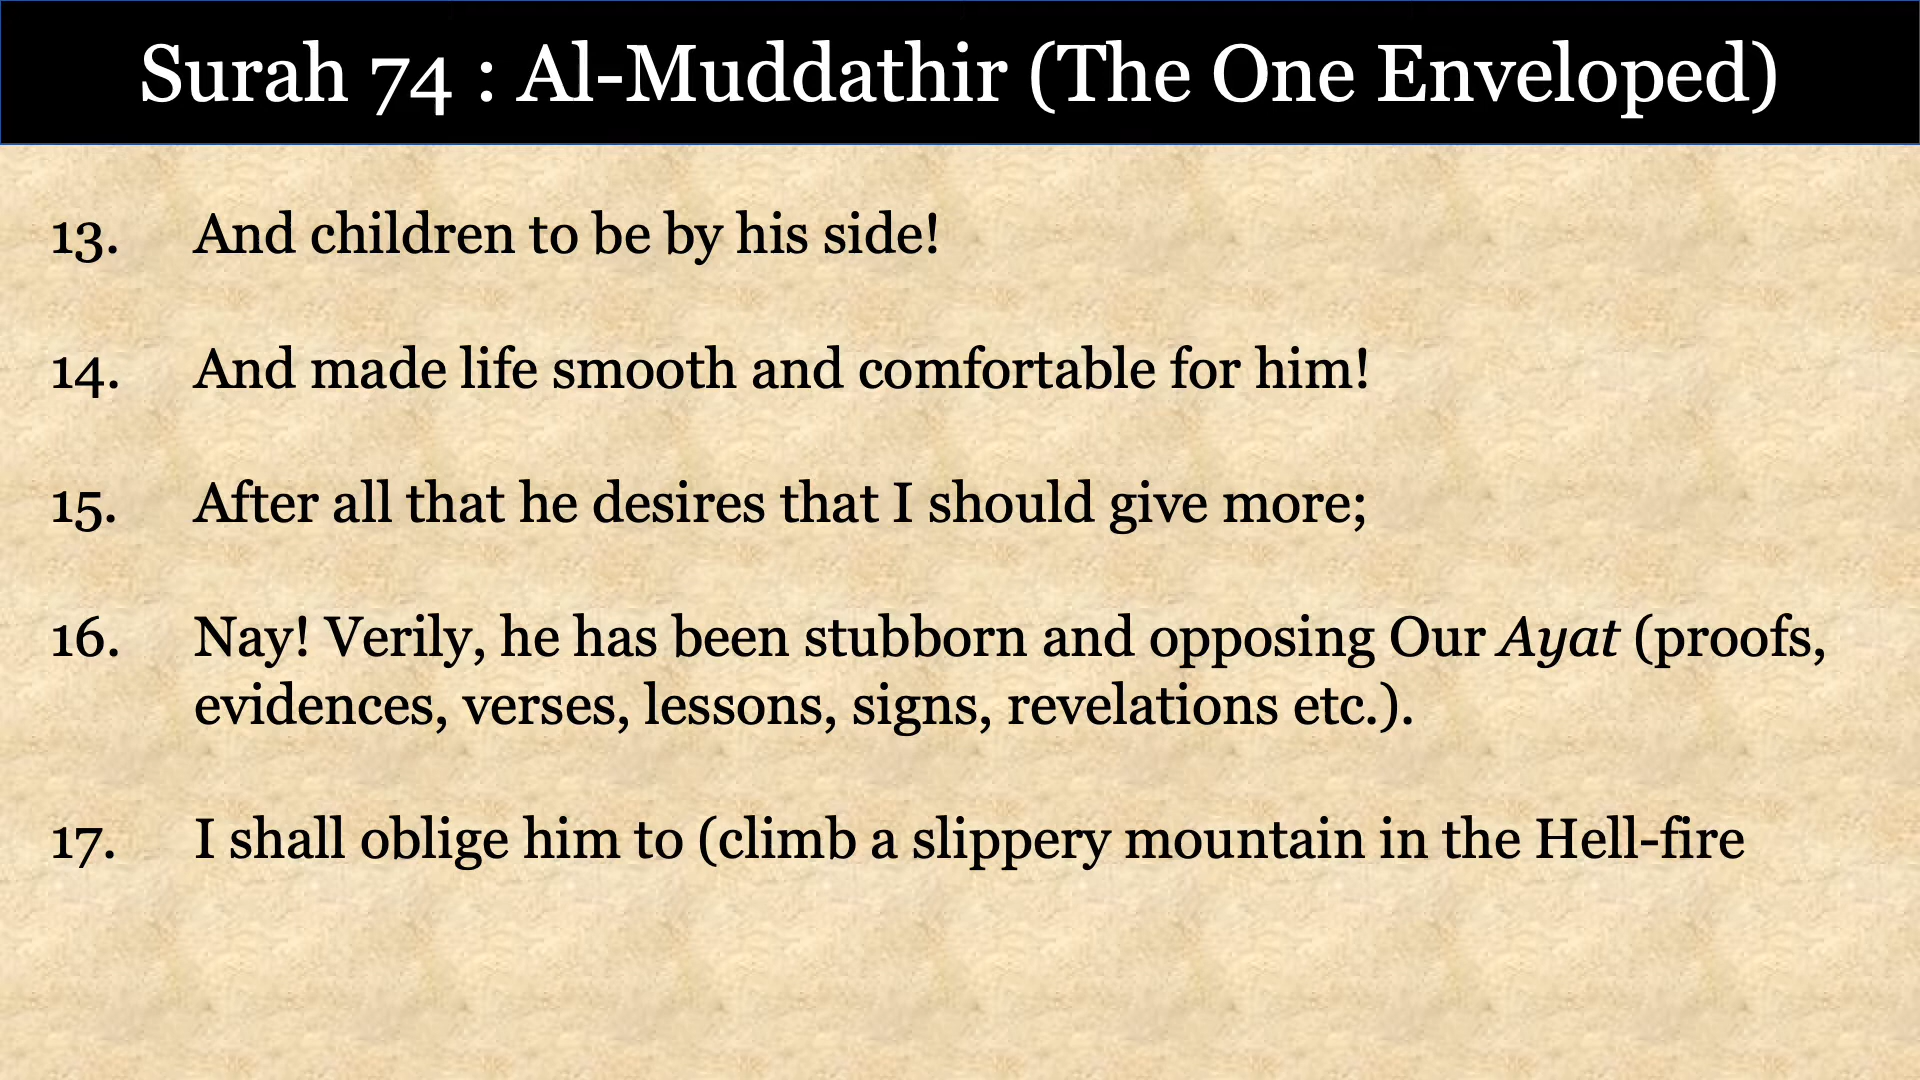 Surah 74 : Al-Muddathir (The One Enveloped)
13. And children to be by his side!
14. And made life smooth and comfortable for him!
15. After all that he desires that I should give more;
16. Nay! Verily, he has been stubborn and opposing Our Ayat (proofs,
evidences, verses, lessons, signs, revelations etc.).
17. I shall oblige him to (climb a slippery mountain in the Hell-fire